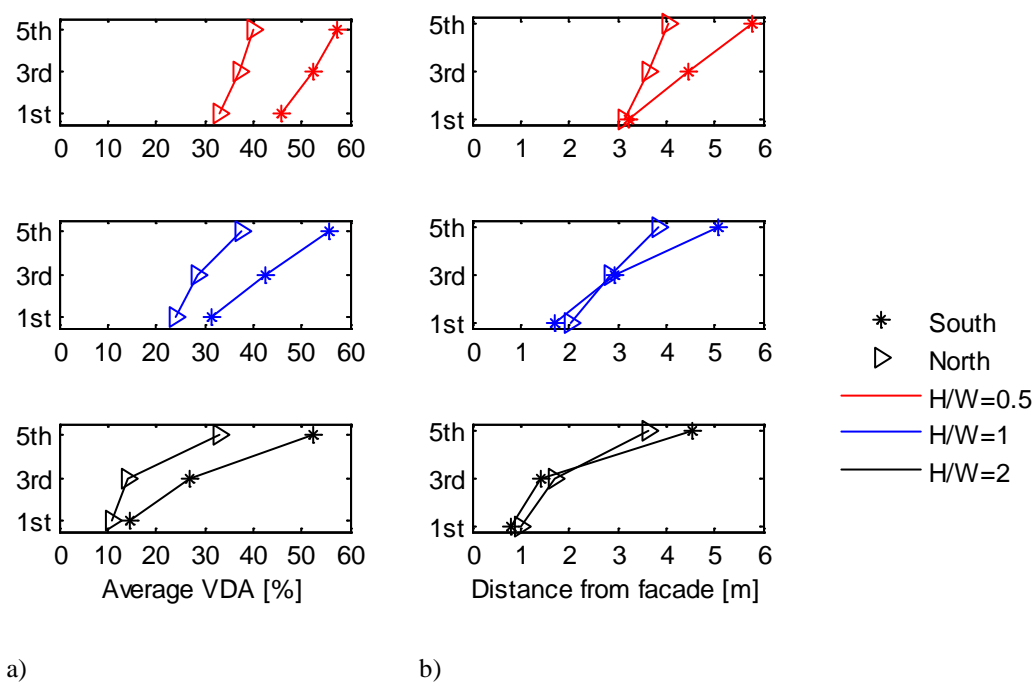 5th
3rd
1st
0 10 20 30 40 50 60
5th
3rd
1st
0 1 2 3 4 5 6
5th
3rd
1st
0 10 20 30 40 50 60
5th
3rd
1st
0 1 2 3 4 5 6
5th
3rd
1st
0 10 20 30 40 50 60
Average VDA [%]
5th
3rd
1st
0 1 2 3 4 5 6
Distance from facade [m]
South
North
H/W=0.5
H/W=1
H/W=2
a)
b)